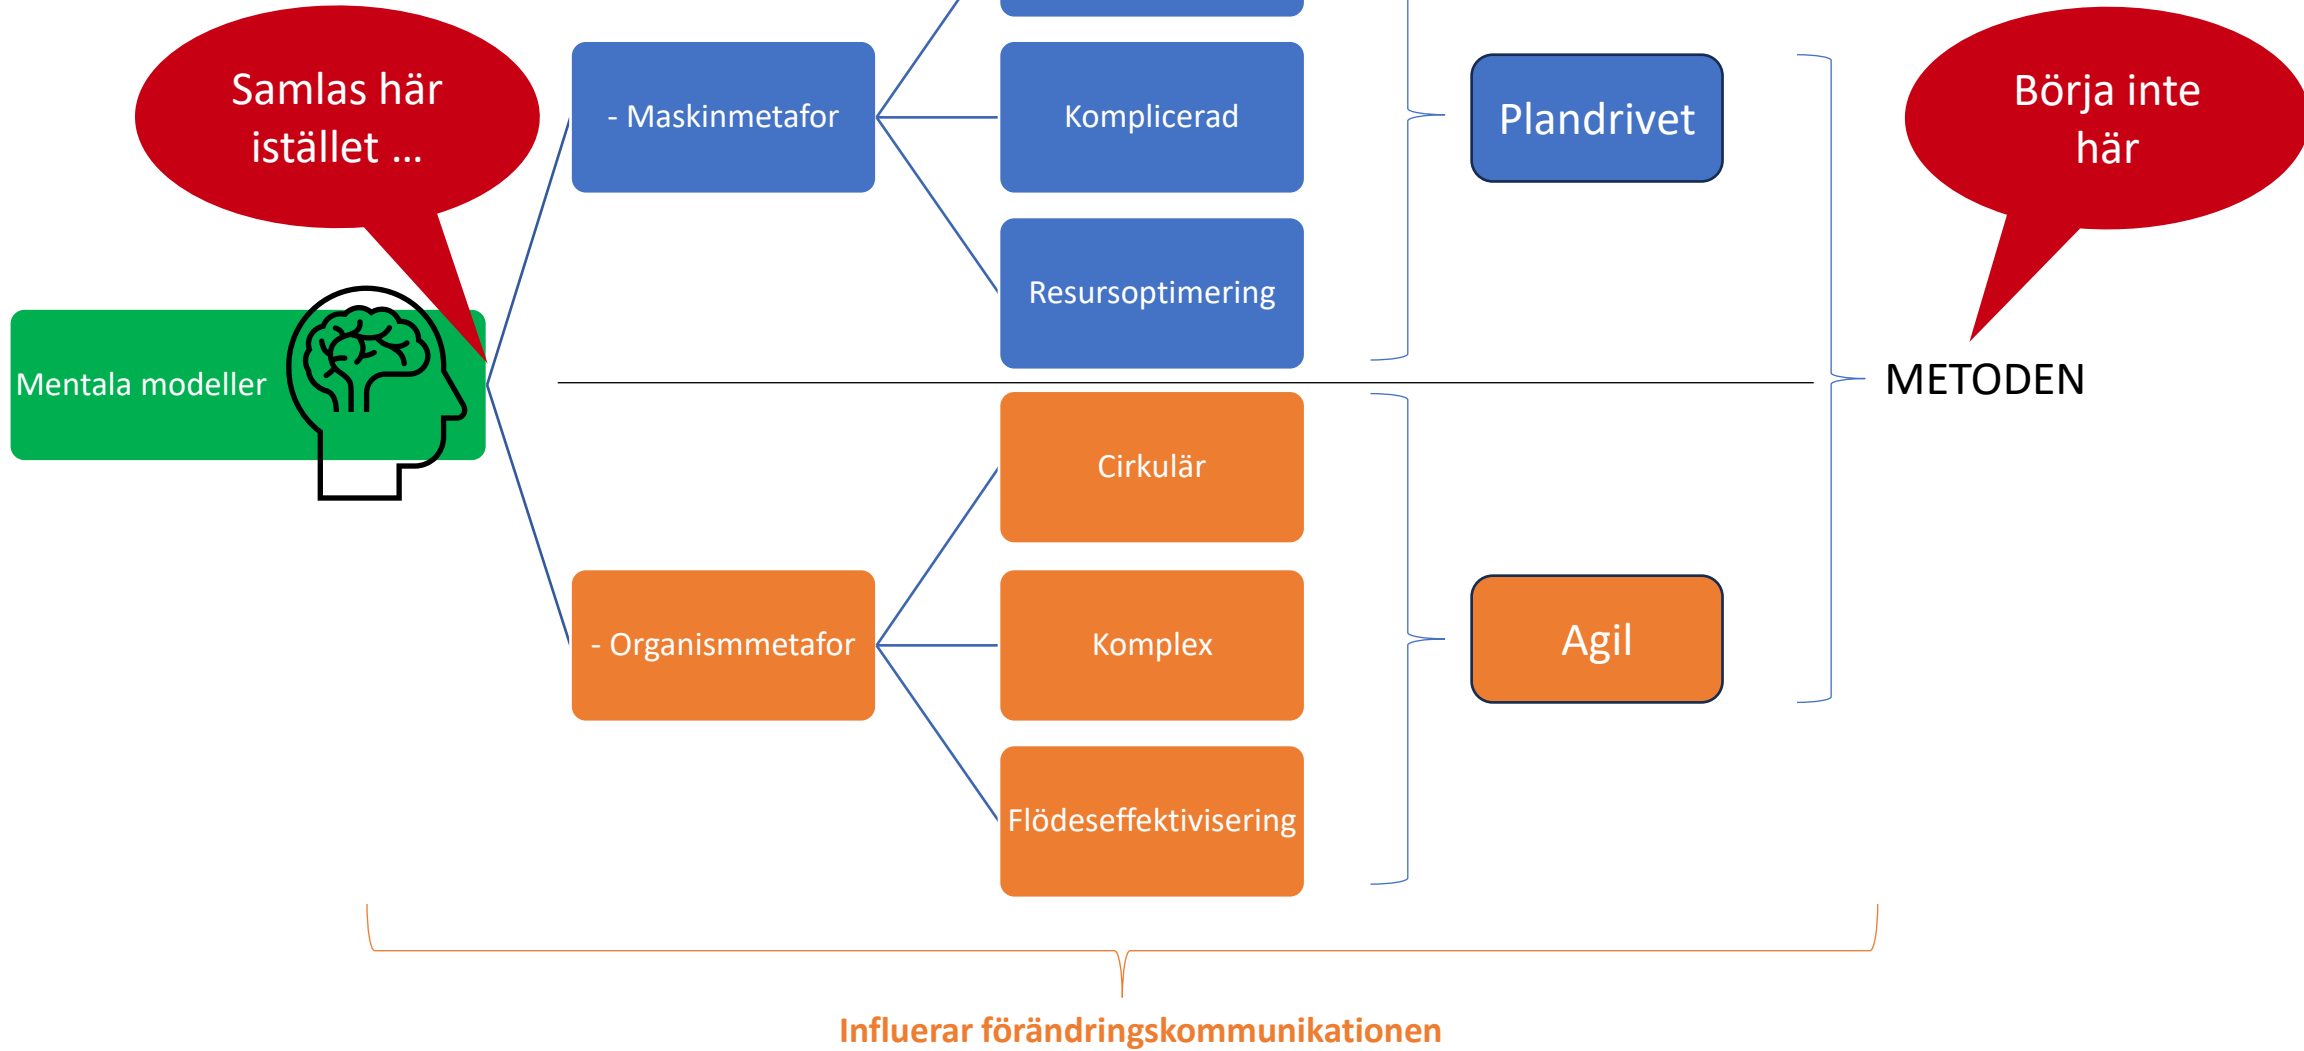 Samlas här
istället ...
- Maskinmetafor
Komplicerad
Plandrivet
Börja inte
här
Resursoptimering
Mentala modeller
METODEN
Cirkulär
- Organismmetafor
Komplex
Agil
Flödeseffektivisering
Influerar förändringskommunikationen